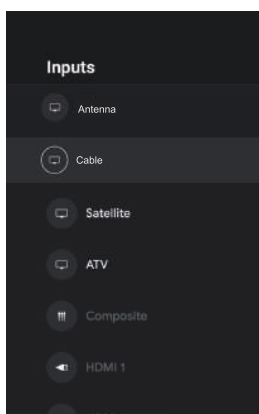 Inputs
Antenna
Cable
Satellite
ATV
Composite
HDMI 1